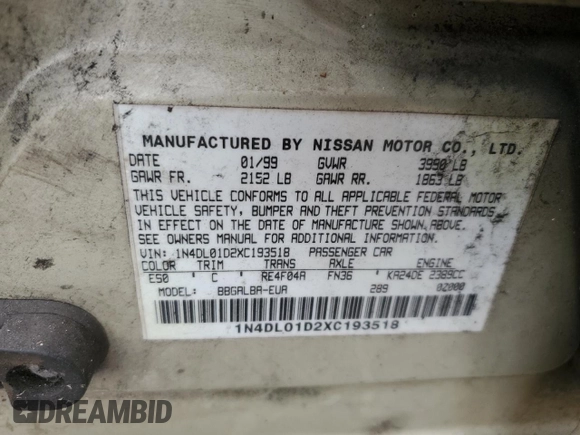 MANUFACTURED BY NISSAN MOTOR CO., LTD.
DATE 01/99 GVWR 3990 LB
GAWR FR. 2152 LB GAWR RR. 1863 LB
THIS VEHICLE CONFORMS TO ALL APPLICABLE FEDERAL MOTOR
VEHICLE SAFETY, BUMPER AND THEFT PREVENTION STANDARDS
IN EFFECT ON THE DATE OF MANUFACTURE SHOWN ABOVE.
SEE OWNERS MANUAL FOR ADDITIONAL INFORMATION.
VIN: 1N4DL01D2XC193518 PASSENGER CAR
COLOR TRIM TRANS AXLE ENGINE
ES0 C RE4F04A FN36 KA24DE 2389CC
MODEL: BBGALBA-EUA 289 0Z000
1N4DL01D2XC193518
DREAMBID